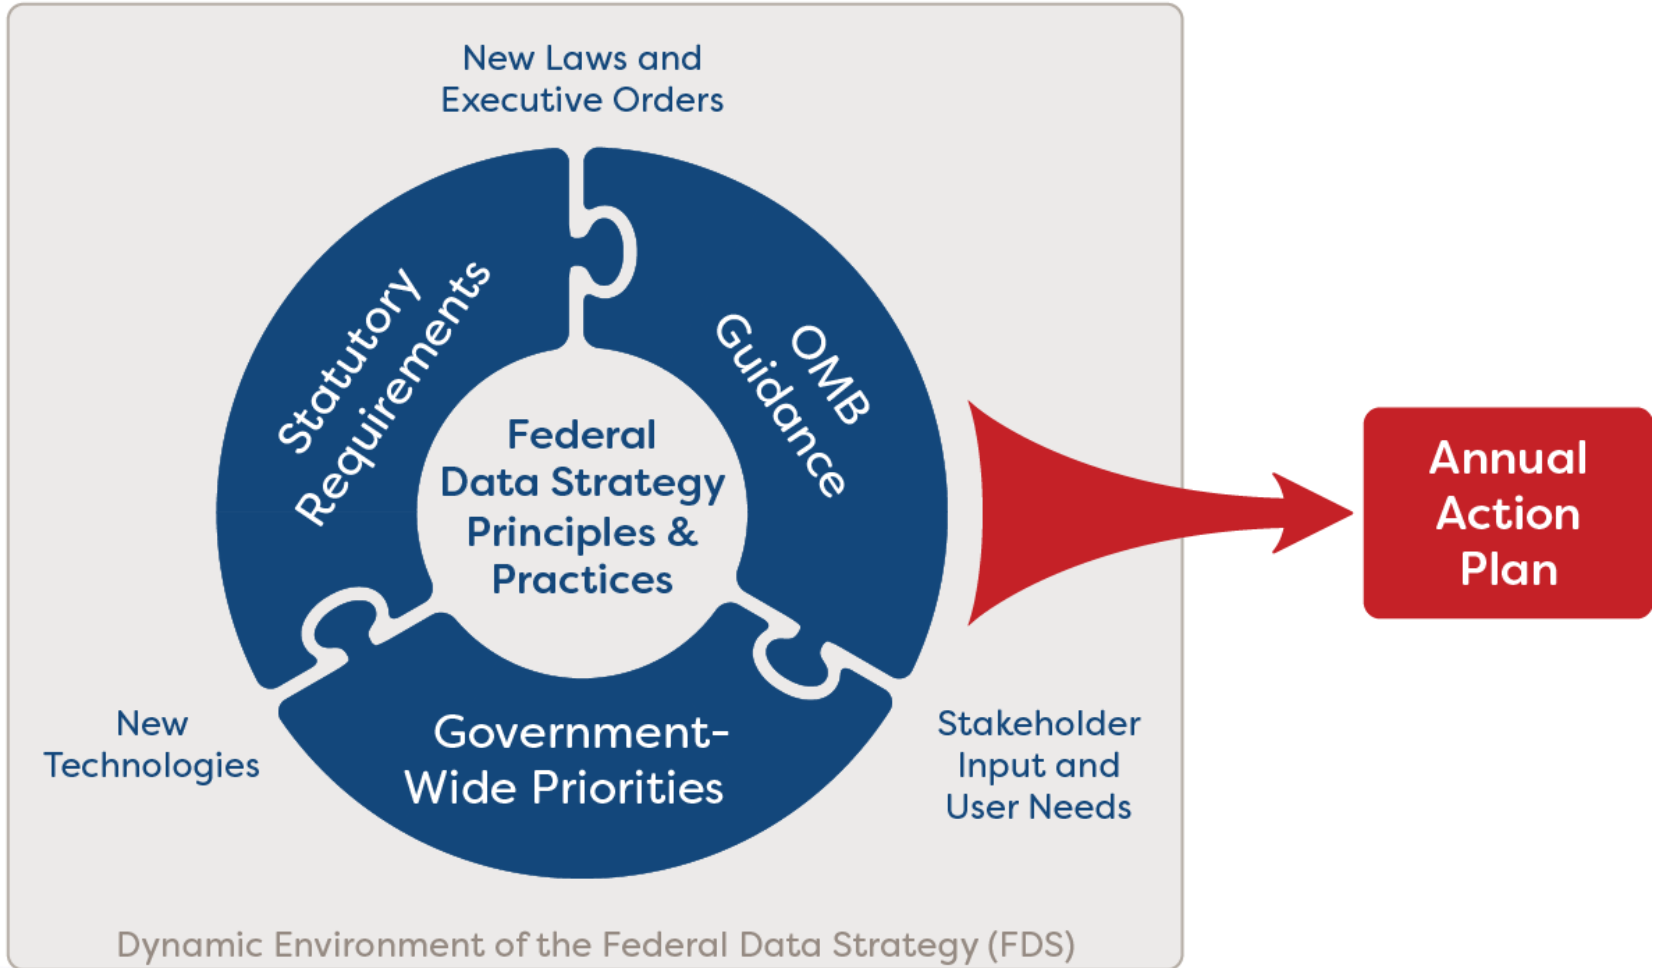 New Laws and
Executive Orders
Statutory
Requirements
OMB
Guidance
Federal
Data Strategy
Principles &
Practices
Government-
Wide Priorities
New
Technologies
Stakeholder
Input and
User Needs
Annual
Action
Plan
Dynamic Environment of the Federal Data Strategy (FDS)